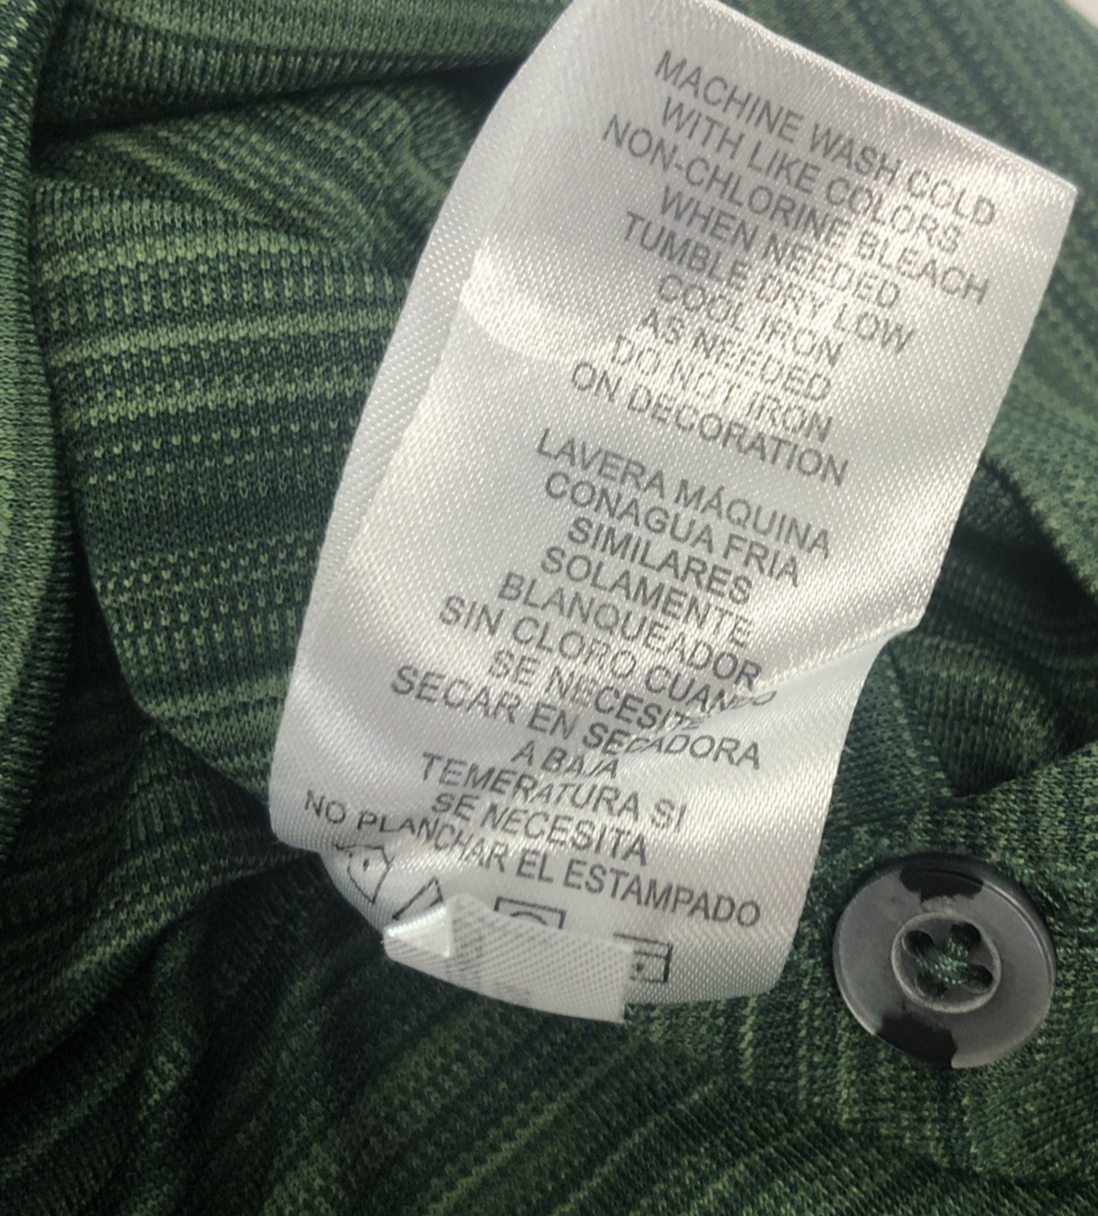 MACHINE WASH COLD
WITH LIKE COLORS
NON-CHLORINE BLEACH
WHEN NEEDED
TUMBLE DRY LOW
COOL IRON
AS NEEDED
DO NOT IRON
ON DECORATION
LAVERA MÁQUINA
CONAGUA FRIA
SIMILARES
SOLAMENTE
BLANQUEADOR
SIN CLORO CUANDO
SE NECESITE
SECAR EN SECADORA
A BAJA
TEMERATURA SI
SE NECESITA
NO PLANCHAR EL ESTAMPADO